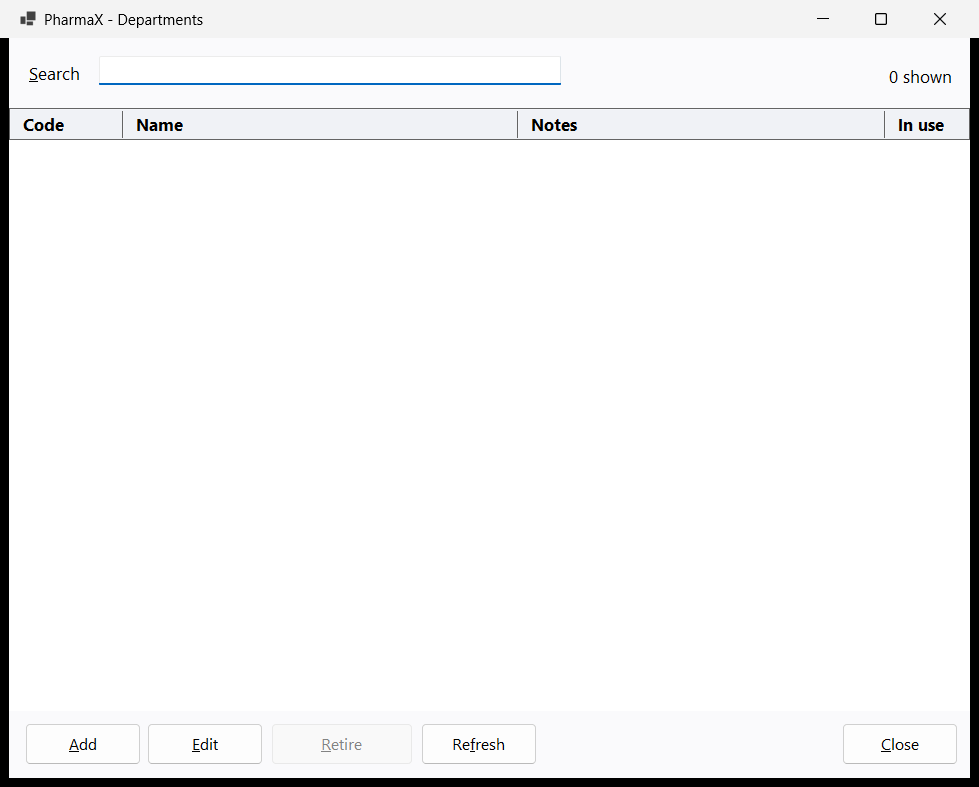 PharmaX - Departments
Search
0 shown
Code Name Notes In use
Add Edit Retire Refresh Close